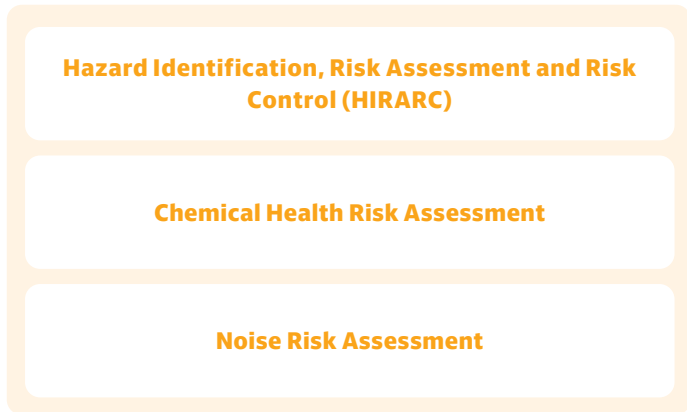 Hazard Identification, Risk Assessment and Risk
Control (HIRARC)
Chemical Health Risk Assessment
Noise Risk Assessment